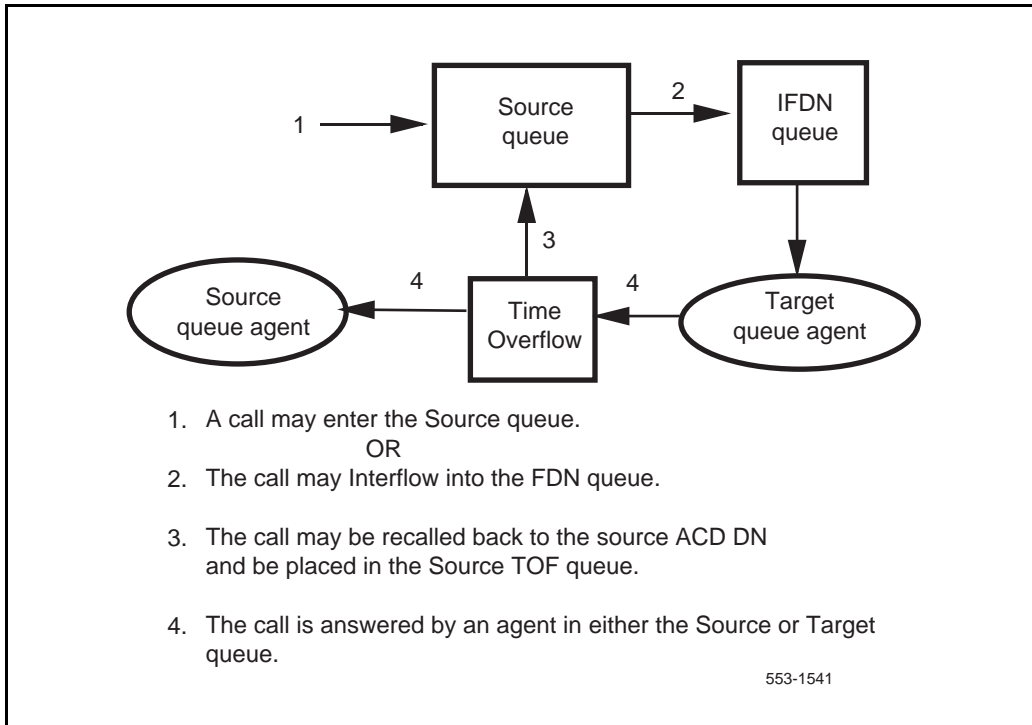 1
Source
queue
2
IFDN
queue
3
Source
queue agent
4
Time
Overflow
4
Target
queue agent
1. A call may enter the Source queue.
OR
2. The call may Interflow into the FDN queue.
3. The call may be recalled back to the source ACD DN
and be placed in the Source TOF queue.
4. The call is answered by an agent in either the Source or Target
queue.
553-1541